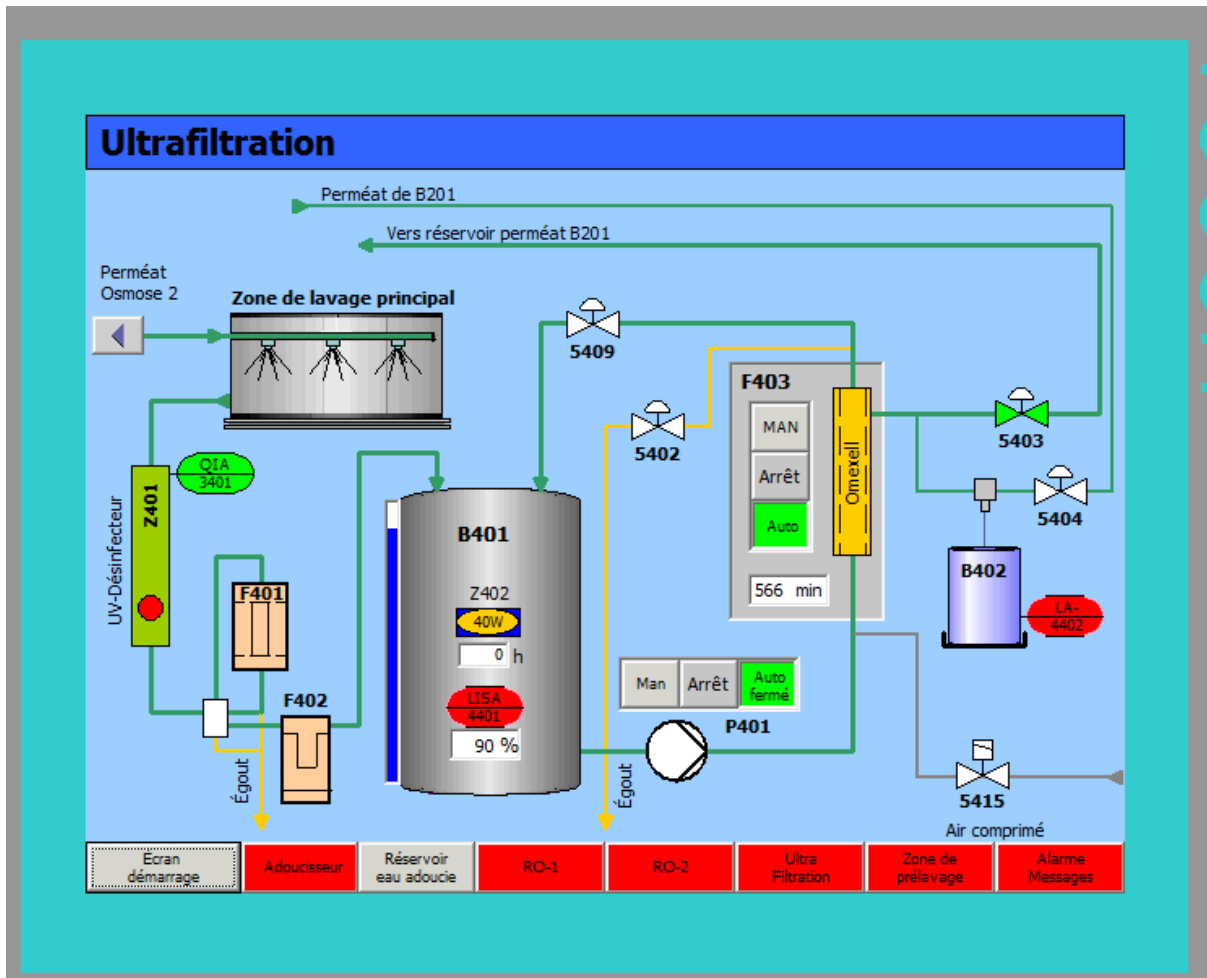 Ultrafiltration
Perméat de B201
Vers réservoir perméat B201
Perméat
Osmose 2
Zone de lavage principal
5409
F403
MAN
Arrêt
Auto
566 min
Omexell
5402
5403
5404
QIA
3401
Z401
UV-Désinfecteur
B401
Z402
40W
0 h
LISA
4401
90 %
B402
LA-
4402
F401
F402
Man
Arrêt
Auto
fermé
P401
Égout
Égout
5415
Air comprimé
Écran
démarrage
Adoucisseur
Réservoir
eau adoucie
RO-1
RO-2
Ultra
Filtration
Zone de
prélavage
Alarme
Messages